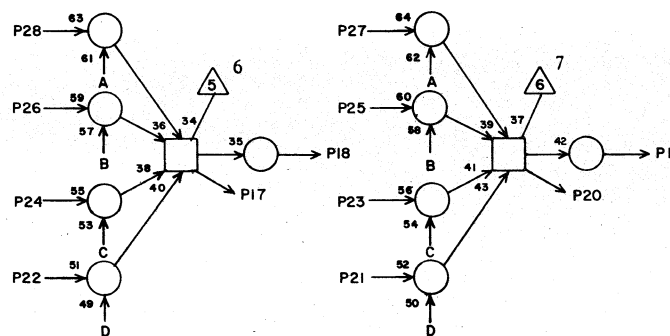 63 64
P28 P27
61 6 62 7
5 6
A A
P26 59 36 34 P25 60 39 37
57 58
35 42
P18 P1
B B
38 41
40 43
P17 P20
P24 55 P23 56
53 54
C C
P22 51 P21 52
49 50
D D